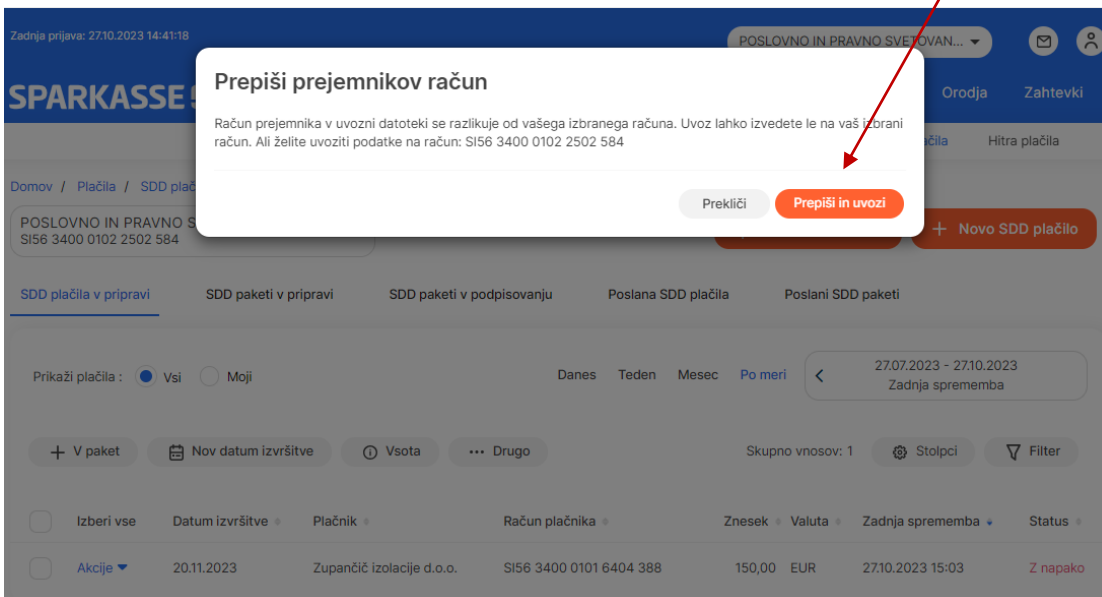 Zadnja prijava: 27.10.2023 14:41:18
POSLOVNO IN PRAVNO SVETOVAN...
SPARKASSE
Orodja
Zahtevki
Prepiši prejemnikov račun
Račun prejemnika v uvozni datoteki se razlikuje od vašega izbranega računa. Uvoz lahko izvedete le na vaš izbrani
račun. Ali želite uvoziti podatke na račun: SI56 3400 0102 2502 584
Prekliči
Prepiši in uvozi
Hitra plačila
Domov / Plačila / SDD
POSLOVNO IN PRAVNO
SI56 3400 0102 2502 584
+ Novo SDD plačilo
SDD plačila v pripravi
SDD paketi v pripravi
SDD paketi v podpisovanju
Poslana SDD plačila
Poslani SDD paketi
Prikaži plačila :
Vsi
Moji
Danes
Teden
Mesec
Po meri
27.07.2023 - 27.10.2023
Zadnja sprememba
+ V paket
Nov datum izvršitve
Vsota
... Drugo
Skupno vnosov: 1
Stolpci
Filter
Izberi vse
Datum izvršitve
Plačnik
Račun plačnika
Znesek
Valuta
Zadnja sprememba
Status
Akcije
20.11.2023
Zupančič izolacije d.o.o.
SI56 3400 0101 6404 388
150,00
EUR
27.10.2023 15:03
Z napako